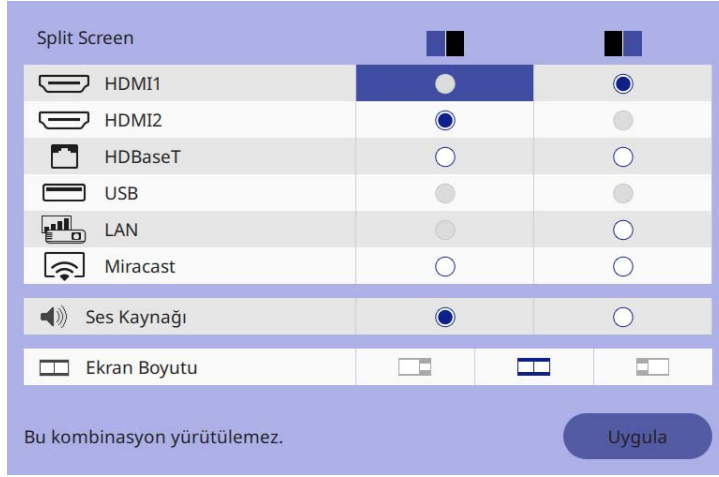 Split Screen
HDMI1
HDMI2
HDBaseT
USB
LAN
Miracast
Ses Kaynağı
Ekran Boyutu
Bu kombinasyon yürütülemez.
Uygula